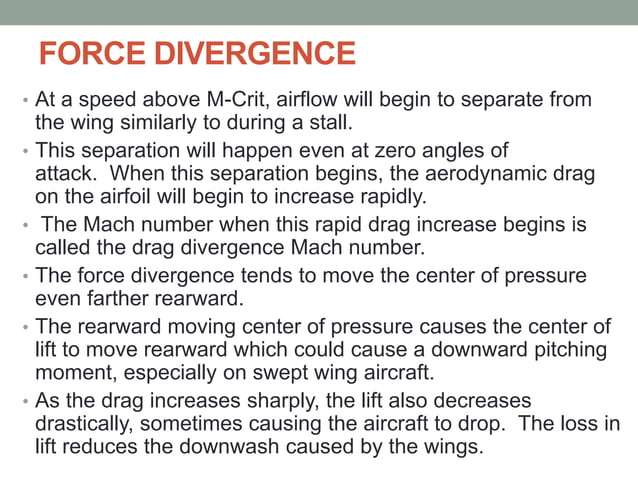 FORCE DIVERGENCE
• At a speed above M-Crit, airflow will begin to separate from
the wing similarly to during a stall.
• This separation will happen even at zero angles of
attack.  When this separation begins, the aerodynamic drag
on the airfoil will begin to increase rapidly.
•  The Mach number when this rapid drag increase begins is
called the drag divergence Mach number.
• The force divergence tends to move the center of pressure
even farther rearward.
• The rearward moving center of pressure causes the center of
lift to move rearward which could cause a downward pitching
moment, especially on swept wing aircraft.
• As the drag increases sharply, the lift also decreases
drastically, sometimes causing the aircraft to drop.  The loss in
lift reduces the downwash caused by the wings.